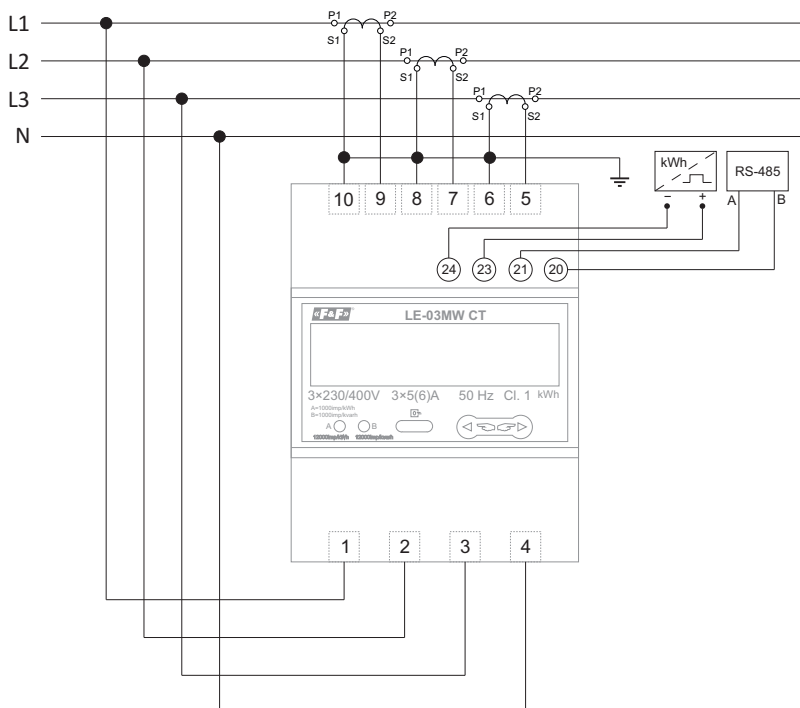 L1
P1 P2
S1 S2
L2
P1 P2
S1 S2
L3
P1 P2
S1 S2
N
kWh
RS-485
− +
A B
10 9 8 7 6 5
24 23 21 20
«F&F»
LE-03MW CT
3×230/400V 3×5(6)A 50 Hz Cl. 1 kWh
A=1000imp/kWh
B=1000imp/kvarh
A B
1 2 3 4